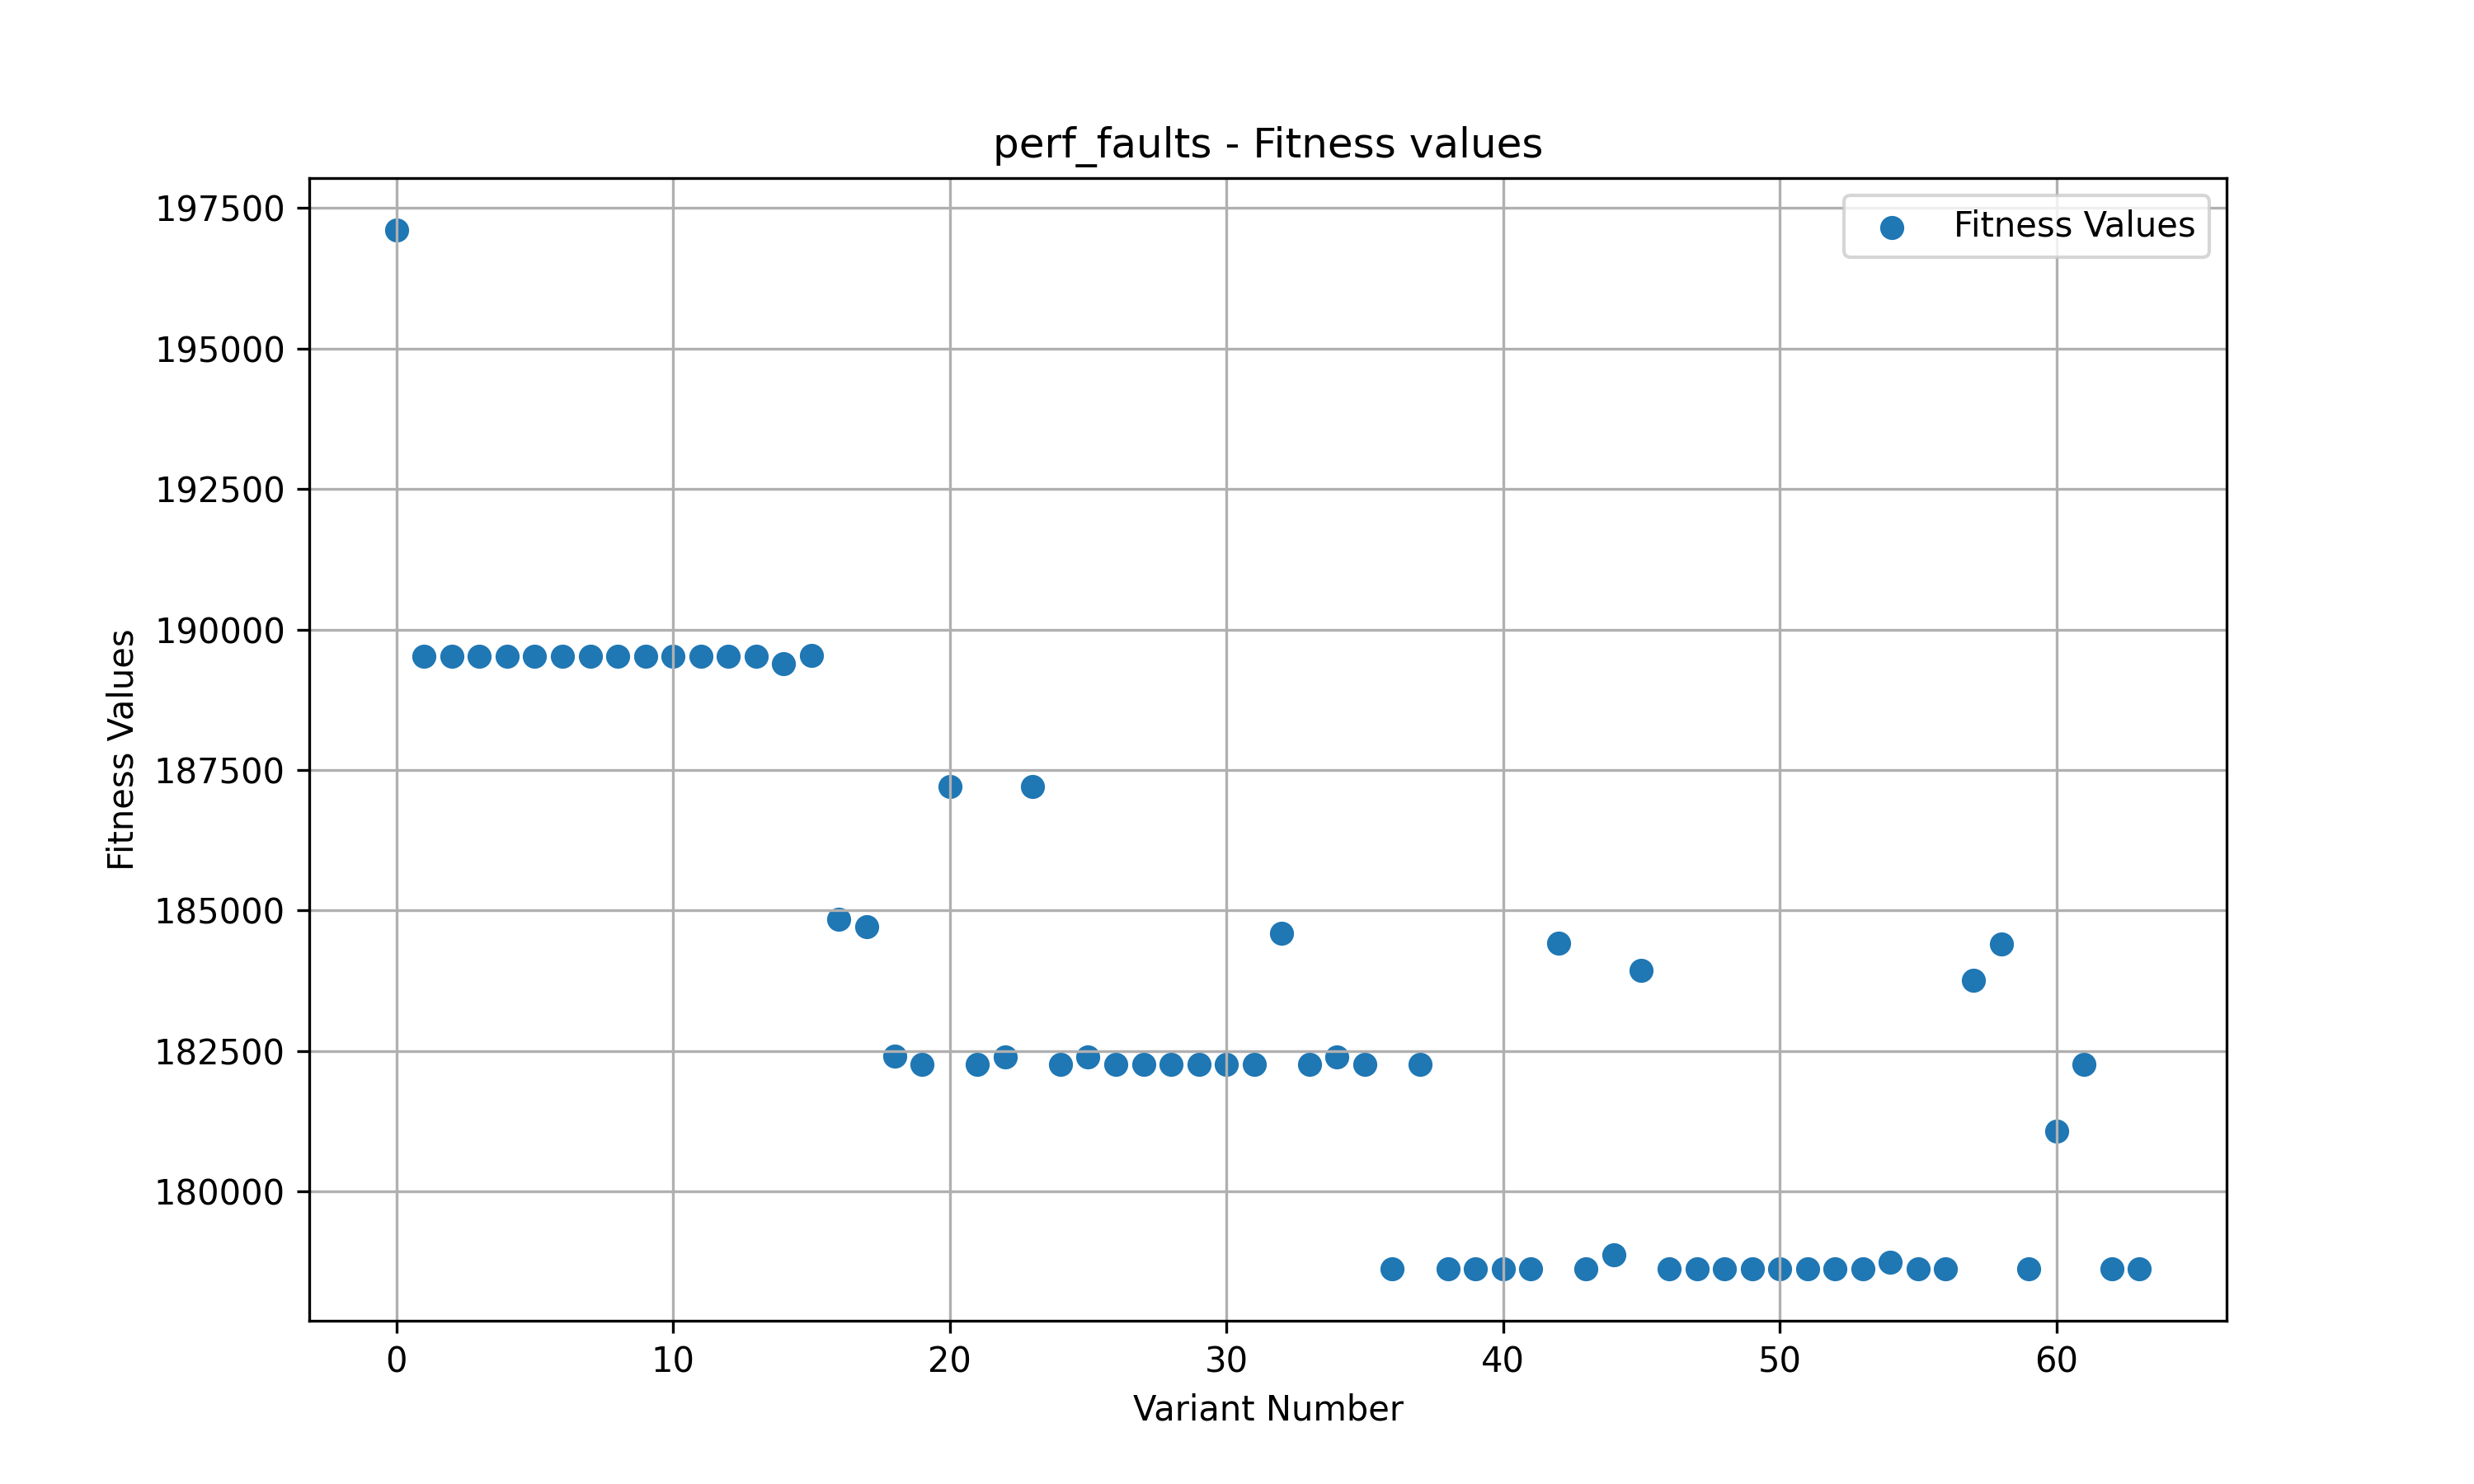 perf_faults - Fitness values
Fitness Values
197500
195000
192500
190000
187500
185000
182500
180000
Fitness Values
0 10 20 30 40 50 60
Variant Number